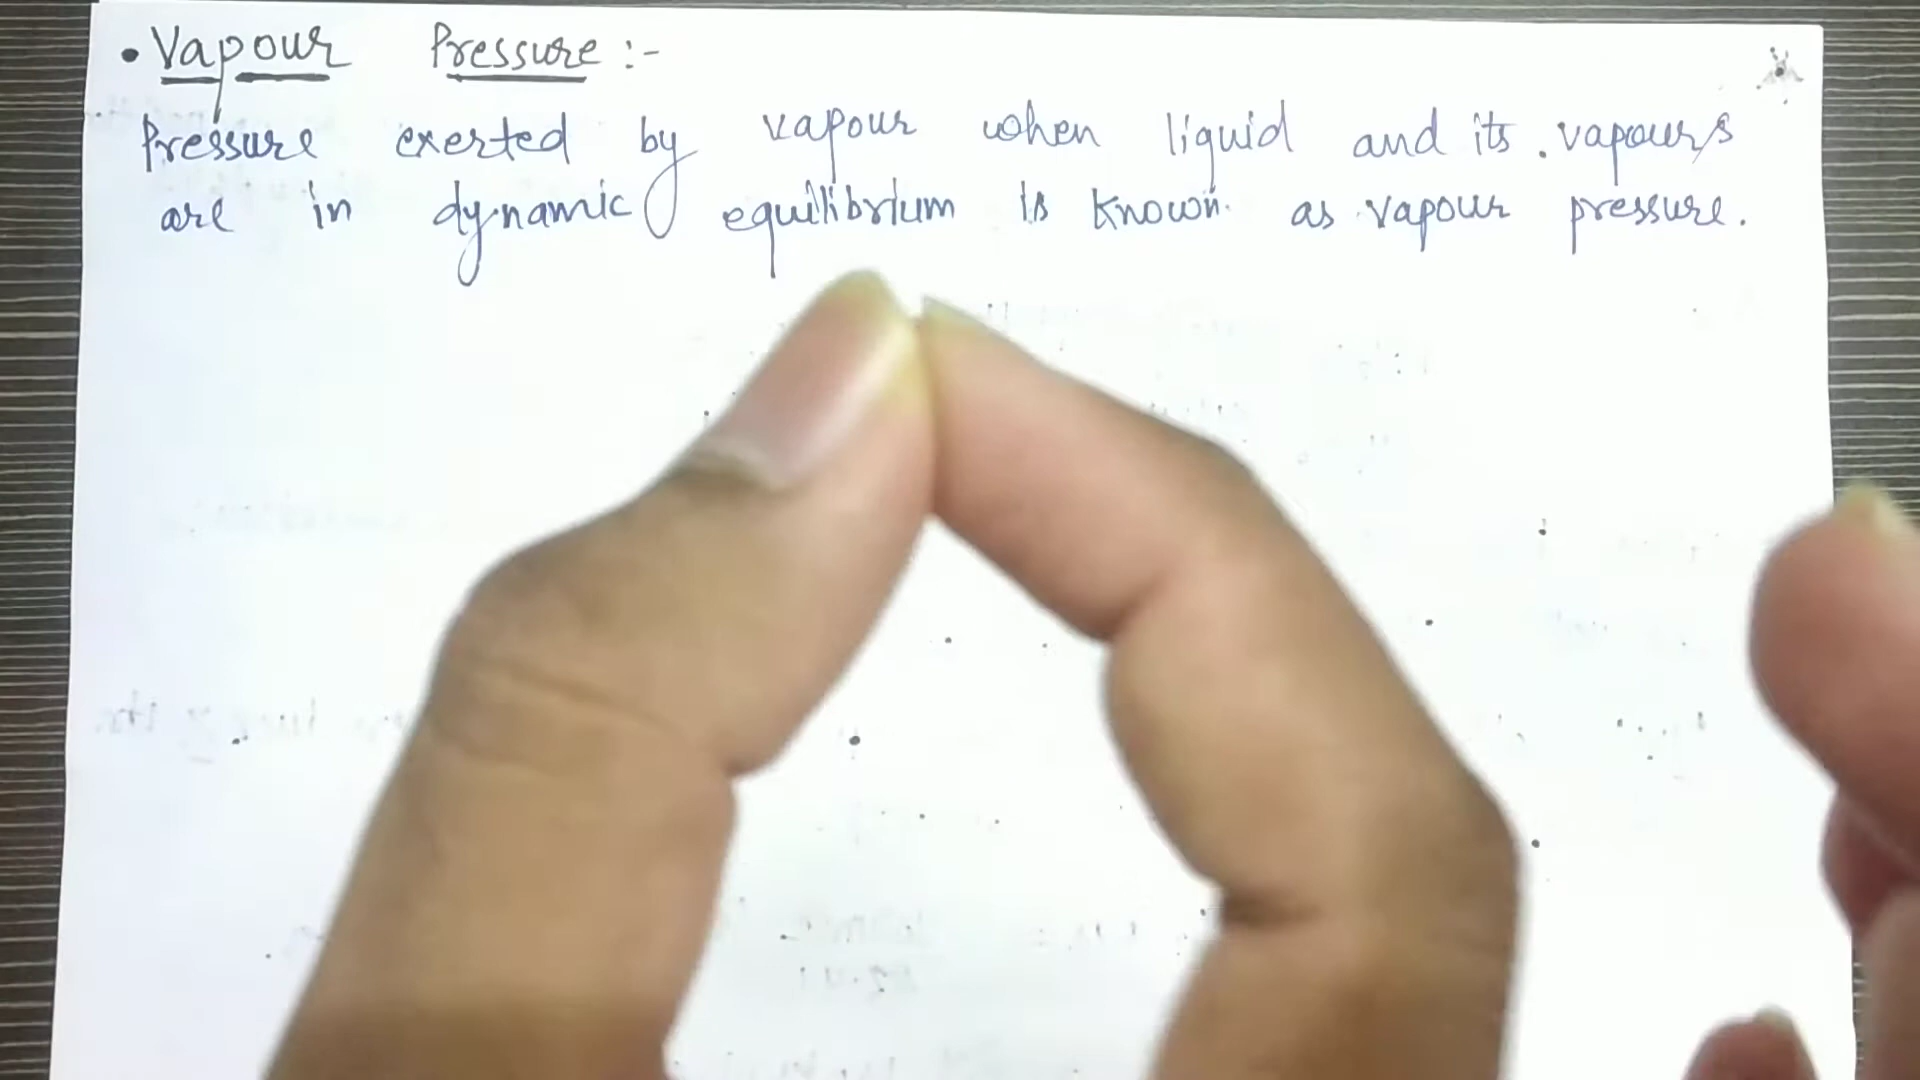 • Vapour Pressure :-
Pressure exerted by vapour when liquid and its vapours
are in dynamic equilibrium is known as vapour pressure.